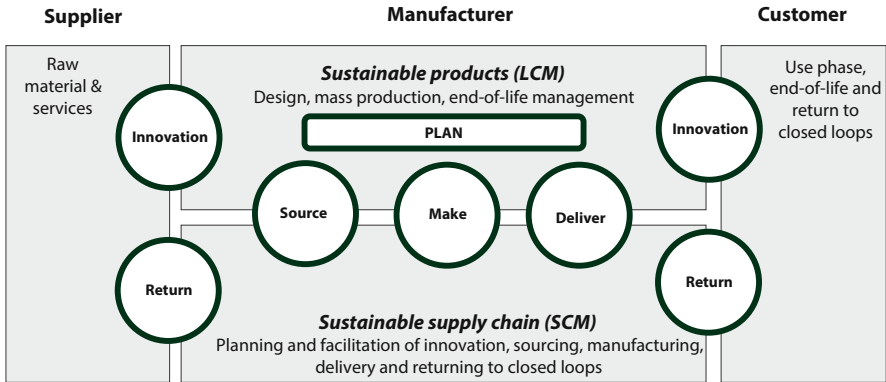 Supplier
Manufacturer
Customer
Raw
material &
services
Sustainable products (LCM)
Design, mass production, end-of-life management
PLAN
Use phase,
end-of-life and
return to
closed loops
Innovation
Innovation
Source
Make
Deliver
Return
Return
Sustainable supply chain (SCM)
Planning and facilitation of innovation, sourcing, manufacturing,
delivery and returning to closed loops